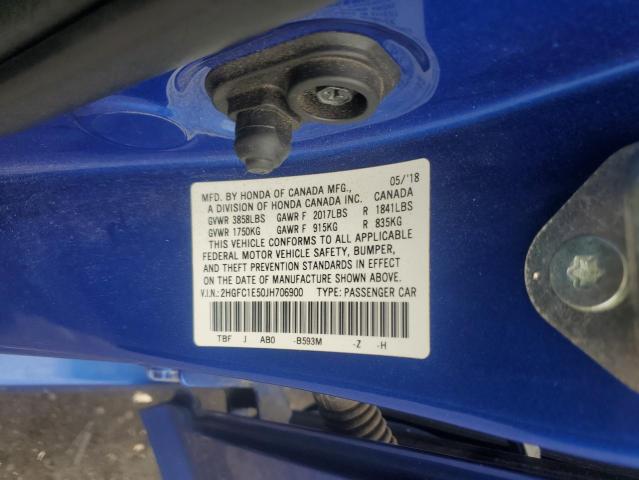 MFD. BY HONDA OF CANADA MFG., 05/'18
A DIVISION OF HONDA CANADA INC. CANADA
GVWR 3858LBS GAWR F 2017LBS R 1841LBS
GVWR 1750KG GAWR F 915KG R 835KG
THIS VEHICLE CONFORMS TO ALL APPLICABLE
FEDERAL MOTOR VEHICLE SAFETY, BUMPER,
AND THEFT PREVENTION STANDARDS IN EFFECT
ON THE DATE OF MANUFACTURE SHOWN ABOVE.
V.I.N.: 2HGFC1E50JH706900 TYPE: PASSENGER CAR
TBF J AB0 -B593M -Z -H